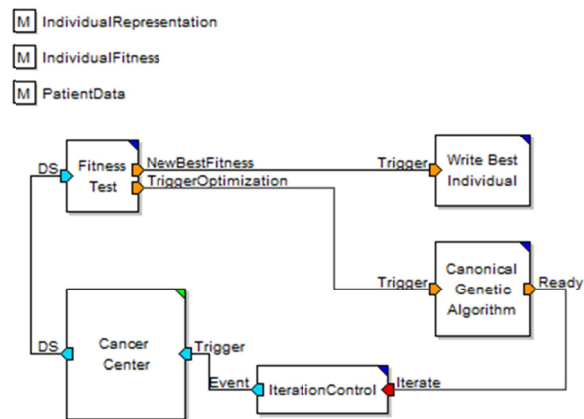 M IndividualRepresentation
M IndividualFitness
M PatientData
DS
Fitness
Test
NewBestFitness
TriggerOptimization
Trigger
Write Best
Individual
Trigger
Canonical
Genetic
Algorithm
Ready
DS
Cancer
Center
Trigger
Event
IterationControl
Iterate